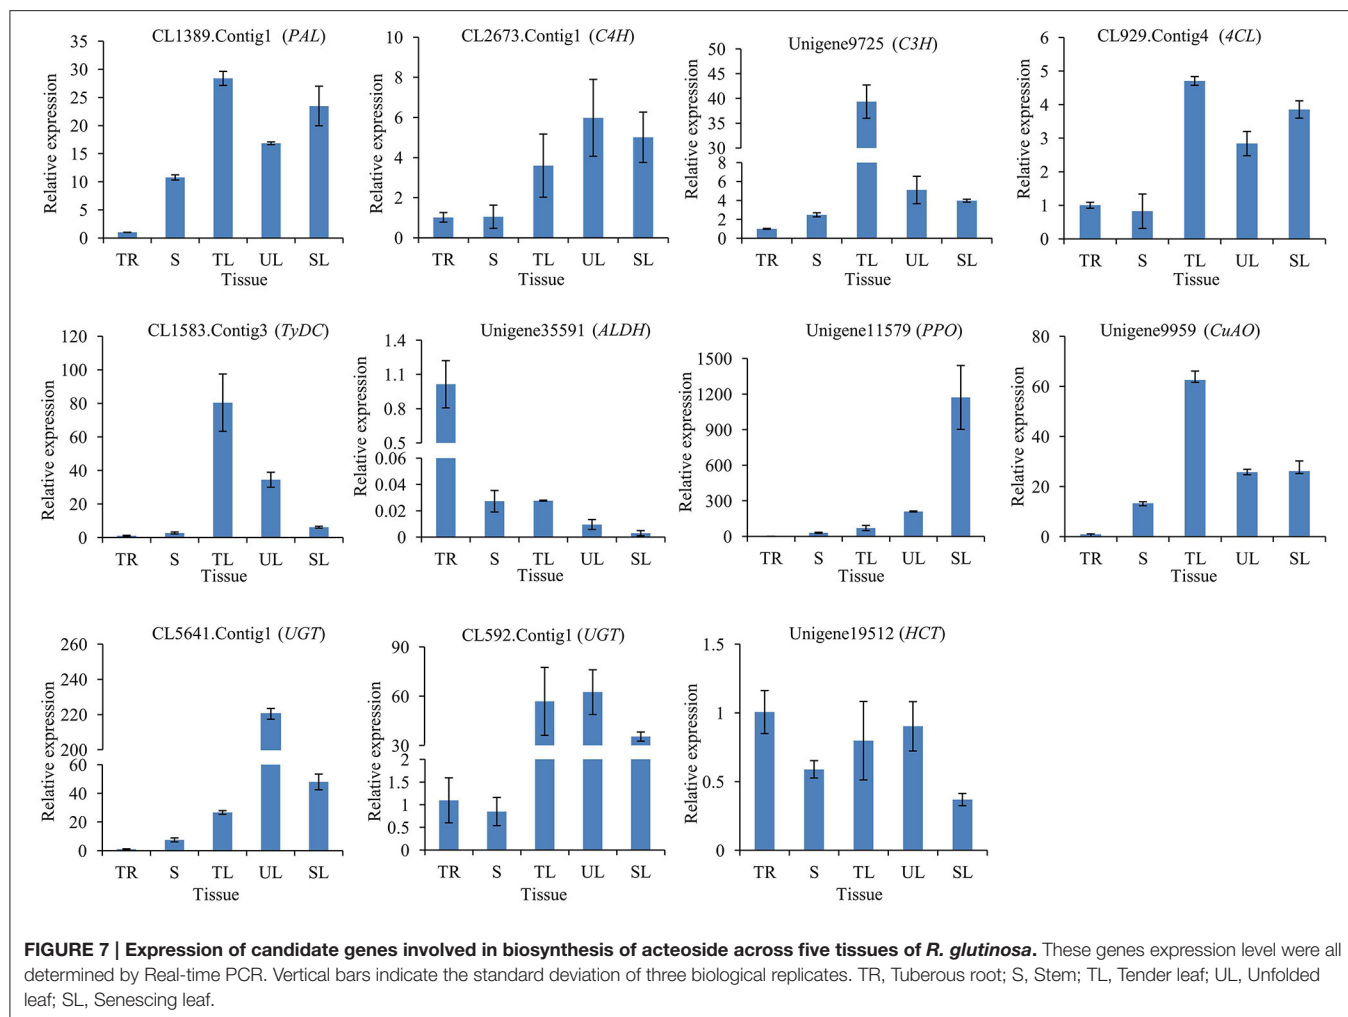 CL1389.Contig1 (PAL)
Relative expression
35
30
25
20
15
10
5
0
TR S TL UL SL
Tissue
CL2673.Contig1 (C4H)
Relative expression
10
8
6
4
2
0
TR S TL UL SL
Tissue
Unigene9725 (C3H)
Relative expression
50
45
40
35
30
8
6
4
2
0
TR S TL UL SL
Tissue
CL929.Contig4 (4CL)
Relative expression
6
5
4
3
2
1
0
TR S TL UL SL
Tissue
CL1583.Contig3 (TyDC)
Relative expression
120
100
80
60
40
20
0
TR S TL UL SL
Tissue
Unigene35591 (ALDH)
Relative expression
1.4
1.1
0.8
0.5
0.06
0.04
0.02
0
TR S TL UL SL
Tissue
Unigene11579 (PPO)
Relative expression
1500
1200
900
600
300
0
TR S TL UL SL
Tissue
Unigene9959 (CuAO)
Relative expression
80
60
40
20
0
TR S TL UL SL
Tissue
CL5641.Contig1 (UGT)
Relative expression
260
240
220
200
60
40
20
0
TR S TL UL SL
Tissue
CL592.Contig1 (UGT)
Relative expression
90
60
30
2
1.5
1
0.5
0
TR S TL UL SL
Tissue
Unigene19512 (HCT)
Relative expression
1.5
1
0.5
0
TR S TL UL SL
Tissue
FIGURE 7 | Expression of candidate genes involved in biosynthesis of acteoside across five tissues of R. glutinosa. These genes expression level were all
determined by Real-time PCR. Vertical bars indicate the standard deviation of three biological replicates. TR, Tuberous root; S, Stem; TL, Tender leaf; UL, Unfolded
leaf; SL, Senescing leaf.